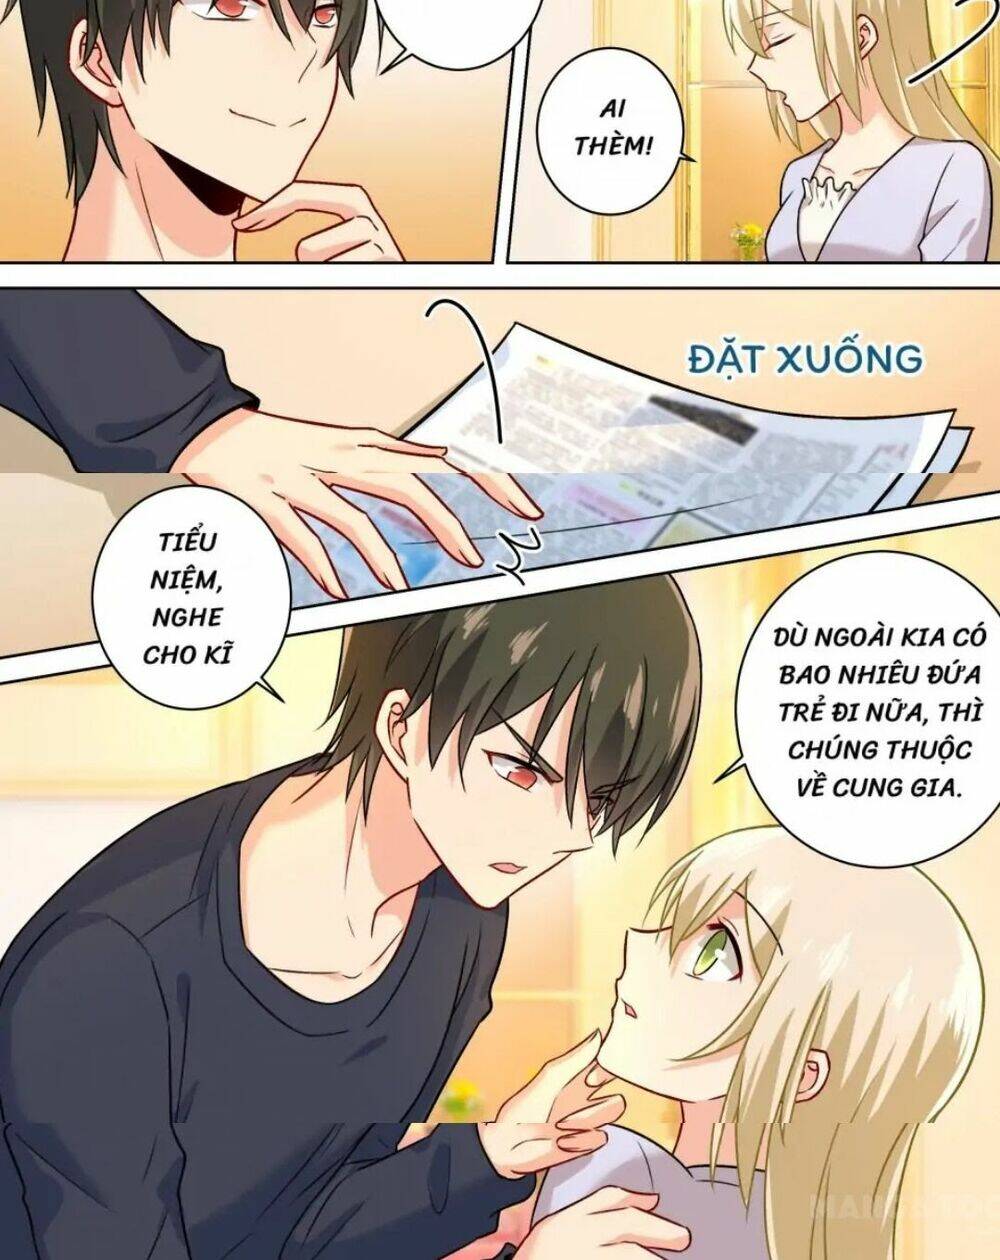 AI
THÈM!
ĐẶT XUỐNG
TIỂU
NIỆM,
NGHE
CHO KĨ
DÙ NGOÀI KIA CÓ
BAO NHIÊU ĐỨA
TRẺ ĐI NỮA, THÌ
CHÚNG THUỘC
VỀ CUNG GIA.